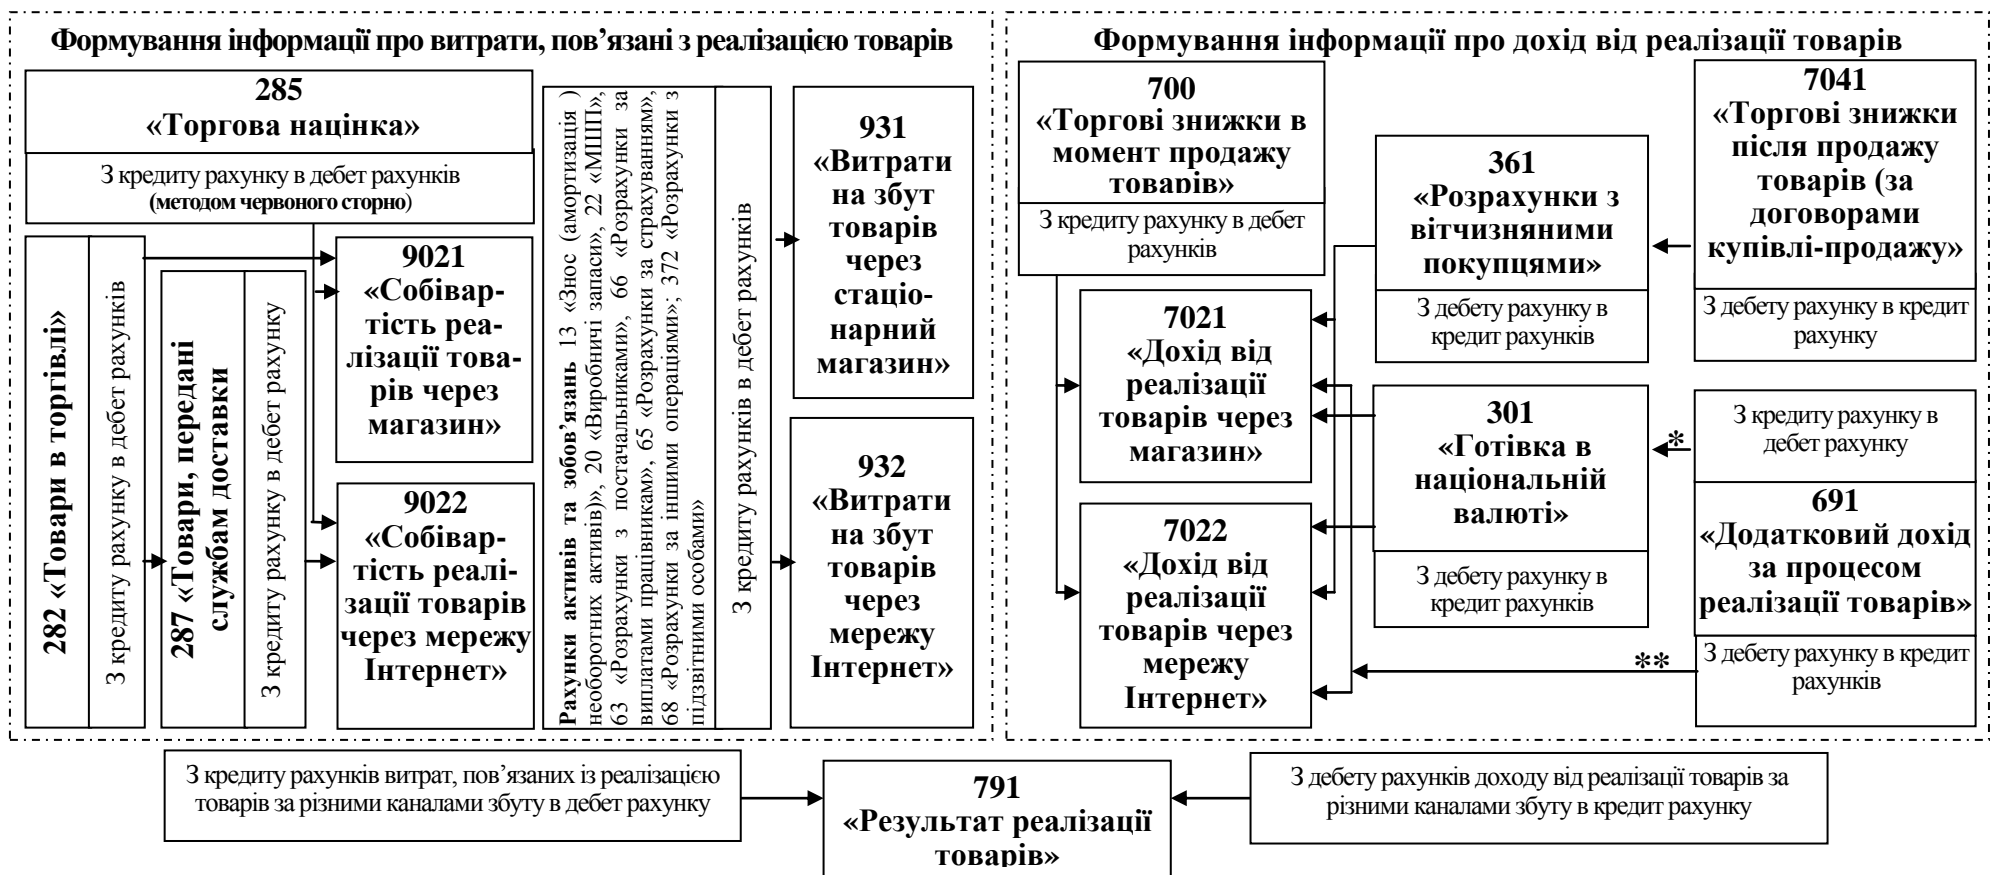 Формування інформації про витрати, пов’язані з реалізацією товарів
285
«Торгова націнка»
З кредиту рахунку в дебет рахунків
(методом червоного сторно)
282 «Товари в торгівлі»
З кредиту рахунку в дебет рахунків
287 «Товари, передані
службам доставки
З кредиту рахунку в дебет рахунку
9021
«Собівар-
тість реа-
лізації това-
рів через
магазин»
9022
«Собівар-
тість реалі-
зації товарів
через мережу
Інтернет»
Рахунки активів та зобов’язань 13 «Знос (амортизація )
необоротних активів)», 20 «Виробничі запаси», 22 «МШП»,
63 «Розрахунки з постачальниками», 66 «Розрахунки за
виплатами працівникам», 65 «Розрахунки за страхуванням»,
68 «Розрахунки за іншими операціями»; 372 «Розрахунки з
підзвітними особами»
З кредиту рахунків в дебет рахунків
931
«Витрати
на збут
товарів
через
стаціо-
нарний
магазин»
932
«Витрати
на збут
товарів
через
мережу
Інтернет»
Формування інформації про дохід від реалізації товарів
700
«Торгові знижки в
момент продажу
товарів»
З кредиту рахунку в дебет
рахунків
7021
«Дохід від
реалізації
товарів через
магазин»
7022
«Дохід від
реалізації
товарів через
мережу
Інтернет»
361
«Розрахунки з
вітчизняними
покупцями»
З дебету рахунку в
кредит рахунків
301
«Готівка в
національній
валюті»
З дебету рахунку в
кредит рахунків
7041
«Торгові знижки
після продажу
товарів (за
договорами
купівлі-продажу»
З дебету рахунку в кредит
рахунку
*
З кредиту рахунку в
дебет рахунку
691
«Додатковий дохід
за процесом
реалізації товарів»
**
З дебету рахунку в кредит
рахунків
З кредиту рахунків витрат, пов’язаних із реалізацією
товарів за різними каналами збуту в дебет рахунку
791
«Результат реалізації
товарів»
З дебету рахунків доходу від реалізації товарів за
різними каналами збуту в кредит рахунку